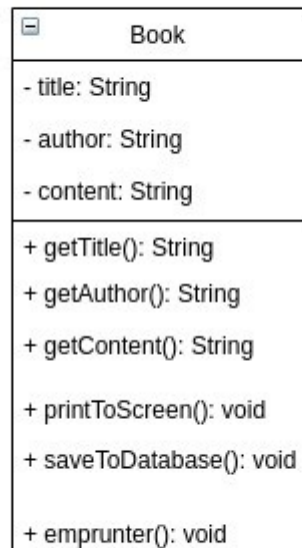 Book
- title: String
- author: String
- content: String
+ getTitle(): String
+ getAuthor(): String
+ getContent(): String
+ printToScreen(): void
+ saveToDatabase(): void
+ emprunter(): void